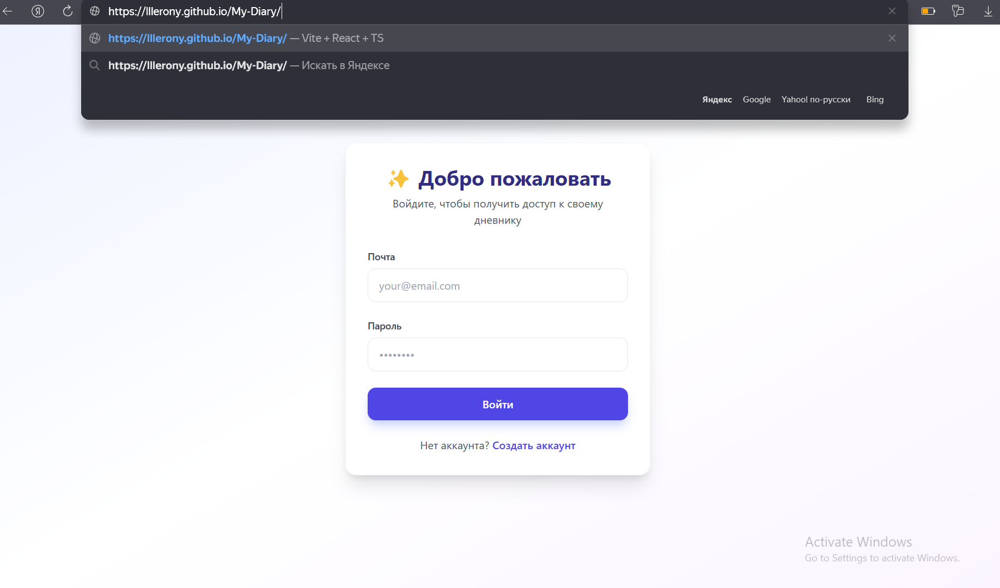 https://lllerony.github.io/My-Diary/
https://lllerony.github.io/My-Diary/ — Vite + React + TS
https://lllerony.github.io/My-Diary/ — Искать в Яндексе
Яндекс Google Yahoo! по-русски Bing
✨ Добро пожаловать
Войдите, чтобы получить доступ к своему
дневнику
Почта
your@email.com
Пароль
••••••••
Войти
Нет аккаунта? Создать аккаунт
Activate Windows
Go to Settings to activate Windows.